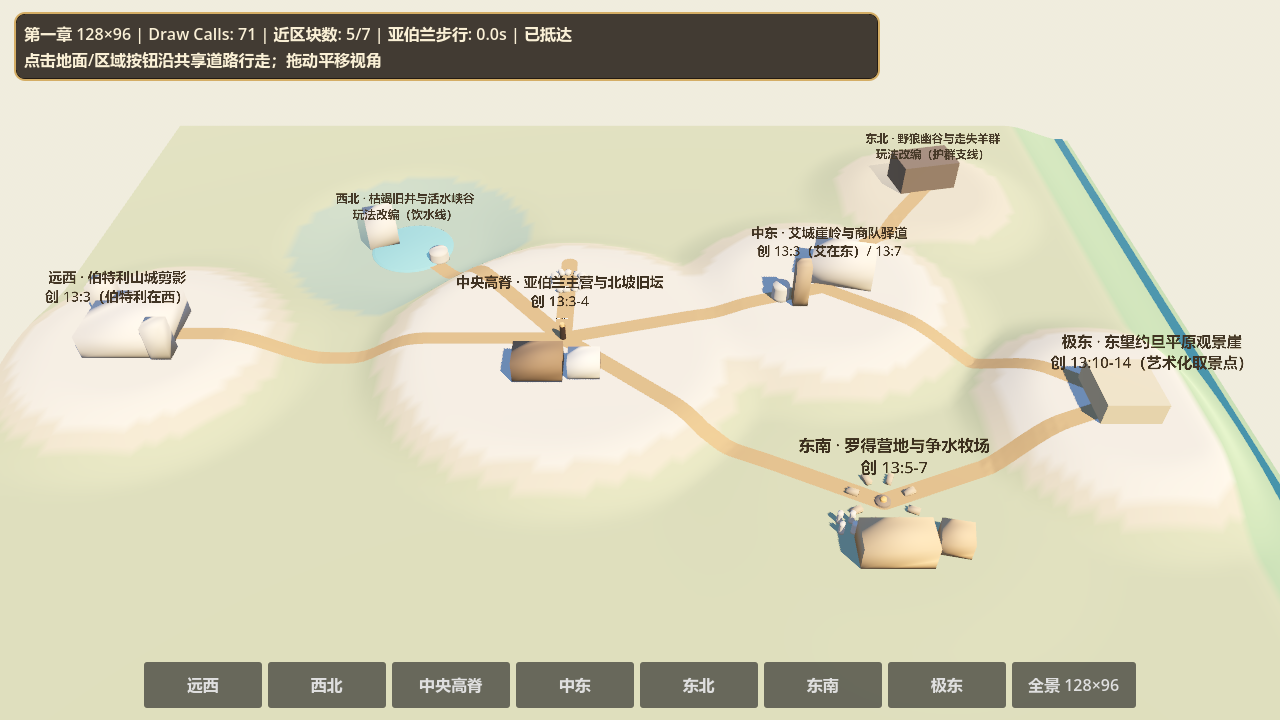 第一章 128×96 | Draw Calls: 71 | 近区块数: 5/7 | 亚伯兰步行: 0.0s | 已抵达
点击地面/区域按钮沿共享道路行走；拖动平移视角
东北 · 野狼幽谷与走失羊群
玩法改编（护群支线）
西北 · 枯竭旧井与活水峡谷
玩法改编（饮水线）
中东 · 艾城崖岭与商队驿道
创 13:3（艾在东）/ 13:7
远西 · 伯特利山城剪影
创 13:3（伯特利在西）
中央高脊 · 亚伯兰主营与北坡旧坛
创 13:3-4
极东 · 东望约旦平原观景崖
创 13:10-14（艺术化取景点）
东南 · 罗得营地与争水牧场
创 13:5-7
远西
西北
中央高脊
中东
东北
东南
极东
全景 128×96